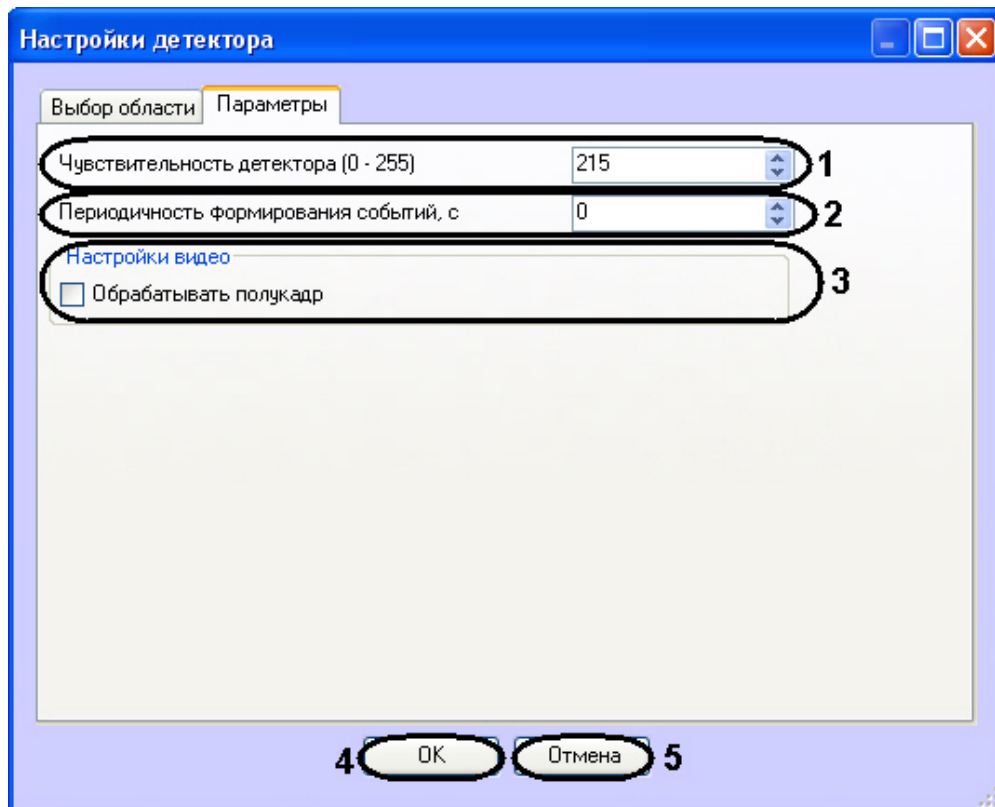 Настройки детектора
Выбор области Параметры
Чувствительность детектора (0 - 255) 215 1
Периодичность формирования событий, с 0 2
Настройки видео
Обрабатывать полукадр 3
4 OK Отмена 5